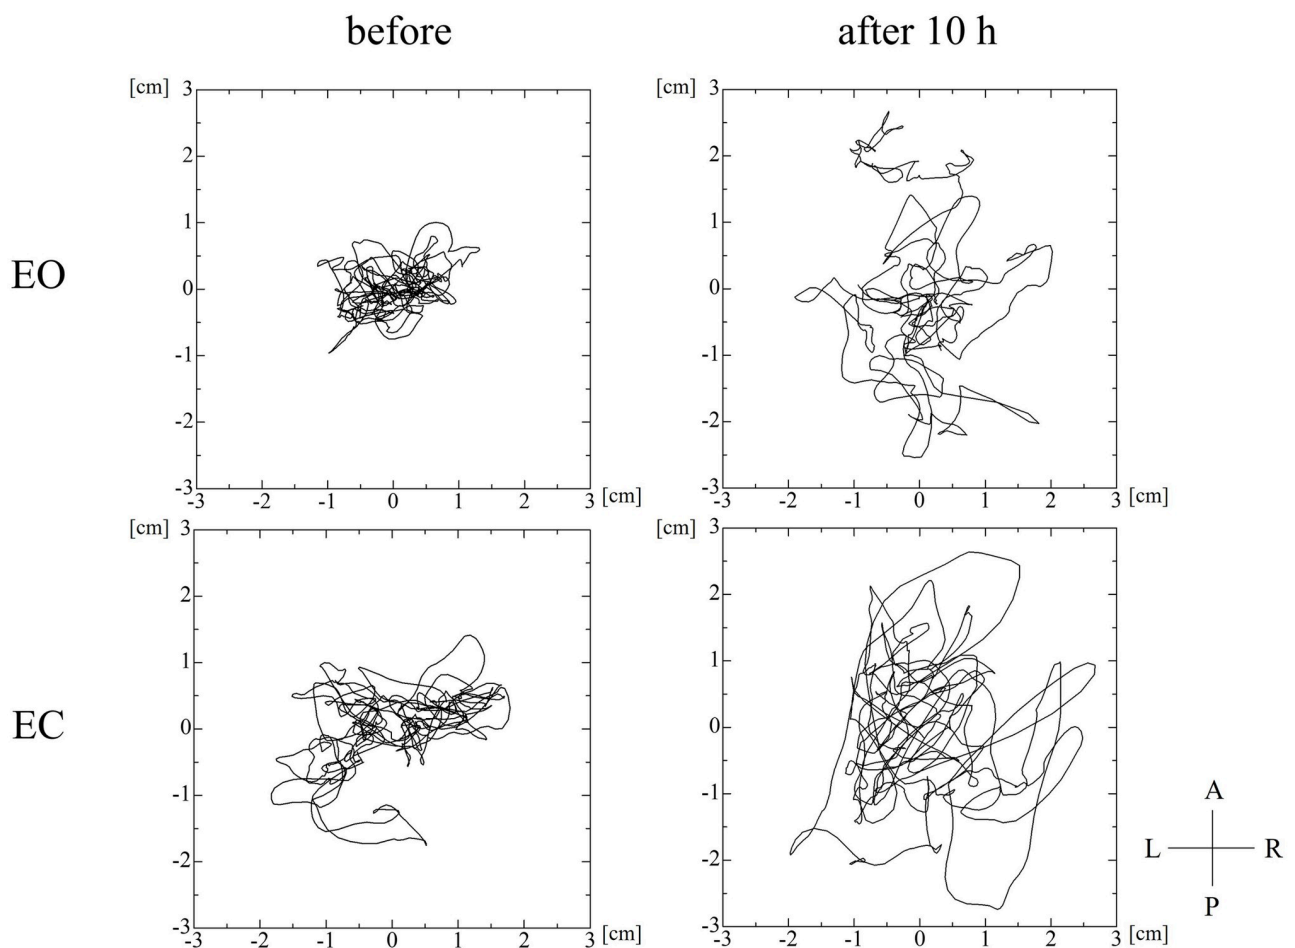 before after 10 h
[cm] 3 [cm] 3
2 2
1 1
EO 0 0
-1 -1
-2 -2
-3 -3
-3 -2 -1 0 1 2 3 [cm] -3 -2 -1 0 1 2 3 [cm]
[cm] 3 [cm] 3
2 2
1 1
EC 0 0
-1 -1
A
L R
-2 -2
P
-3 -3
-3 -2 -1 0 1 2 3 [cm] -3 -2 -1 0 1 2 3 [cm]